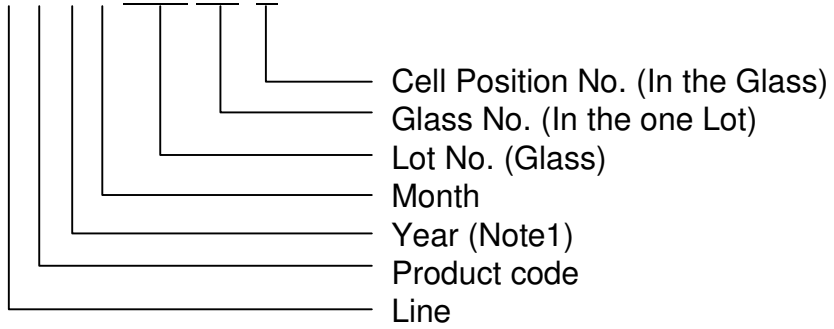 Cell Position No. (In the Glass)
Glass No. (In the one Lot)
Lot No. (Glass)
Month
Year (Note1)
Product code
Line